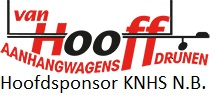 van
Hooff
AANHANGWAGENS DRUNEN
Hoofdsponsor KNHS N.B.